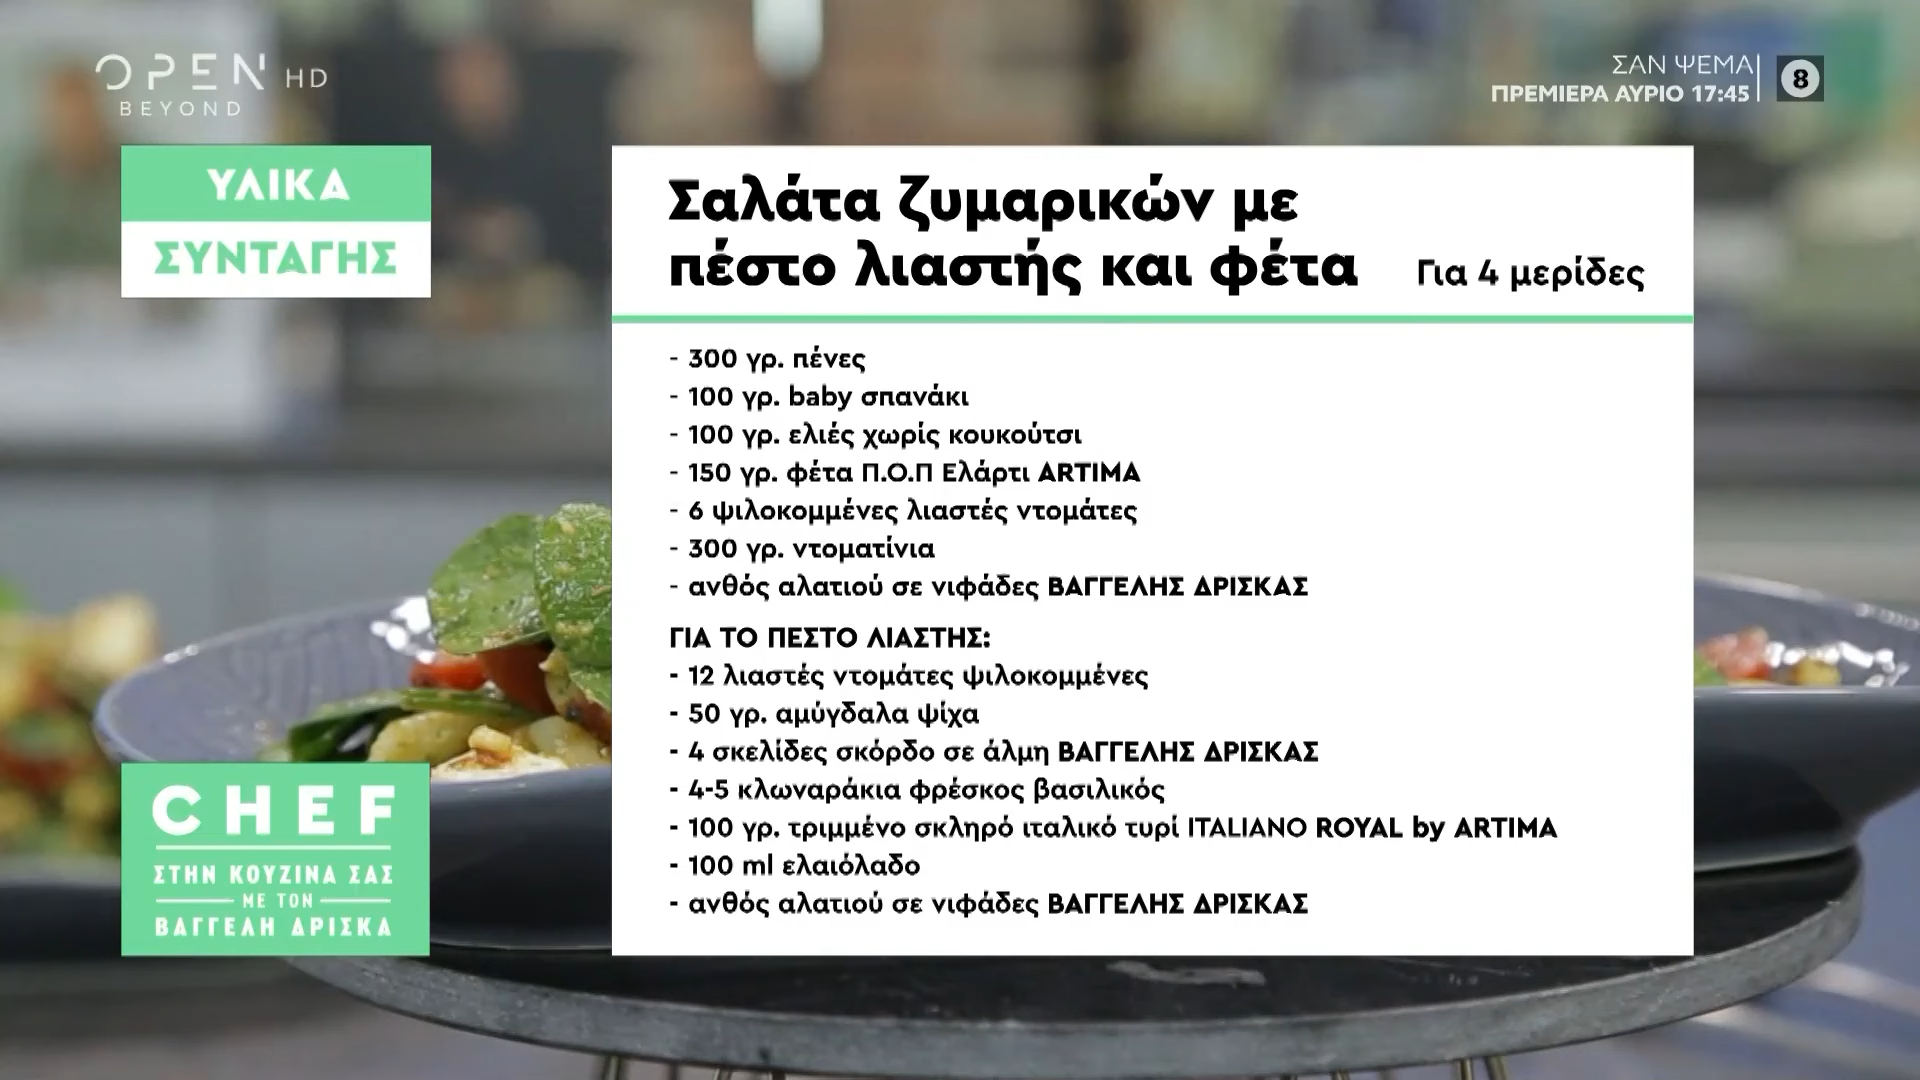 OPEN HD
BEYOND
ΣΑΝ ΨΕΜΑ
ΠΡΕΜΙΕΡΑ ΑΥΡΙΟ 17:45
8
ΥΛΙΚΑ
ΣΥΝΤΑΓΗΣ
Σαλάτα ζυμαρικών με
πέστο λιαστής και φέτα Για 4 μερίδες
- 300 γρ. πένες
- 100 γρ. baby σπανάκι
- 100 γρ. ελιές χωρίς κουκούτσι
- 150 γρ. φέτα Π.Ο.Π Ελάρτι ARTIMA
- 6 ψιλοκομμένες λιαστές ντομάτες
- 300 γρ. ντοματίνια
- ανθός αλατιού σε νιφάδες ΒΑΓΓΕΛΗΣ ΔΡΙΣΚΑΣ
ΓΙΑ ΤΟ ΠΕΣΤΟ ΛΙΑΣΤΗΣ:
- 12 λιαστές ντομάτες ψιλοκομμένες
- 50 γρ. αμύγδαλα ψίχα
- 4 σκελίδες σκόρδο σε άλμη ΒΑΓΓΕΛΗΣ ΔΡΙΣΚΑΣ
- 4-5 κλωναράκια φρέσκος βασιλικός
- 100 γρ. τριμμένο σκληρό ιταλικό τυρί ITALIANO ROYAL by ARTIMA
- 100 ml ελαιόλαδο
- ανθός αλατιού σε νιφάδες ΒΑΓΓΕΛΗΣ ΔΡΙΣΚΑΣ
CHEF
ΣΤΗΝ ΚΟΥΖΙΝΑ ΣΑΣ
ΜΕ ΤΟΝ
ΒΑΓΓΕΛΗ ΔΡΙΣΚΑ